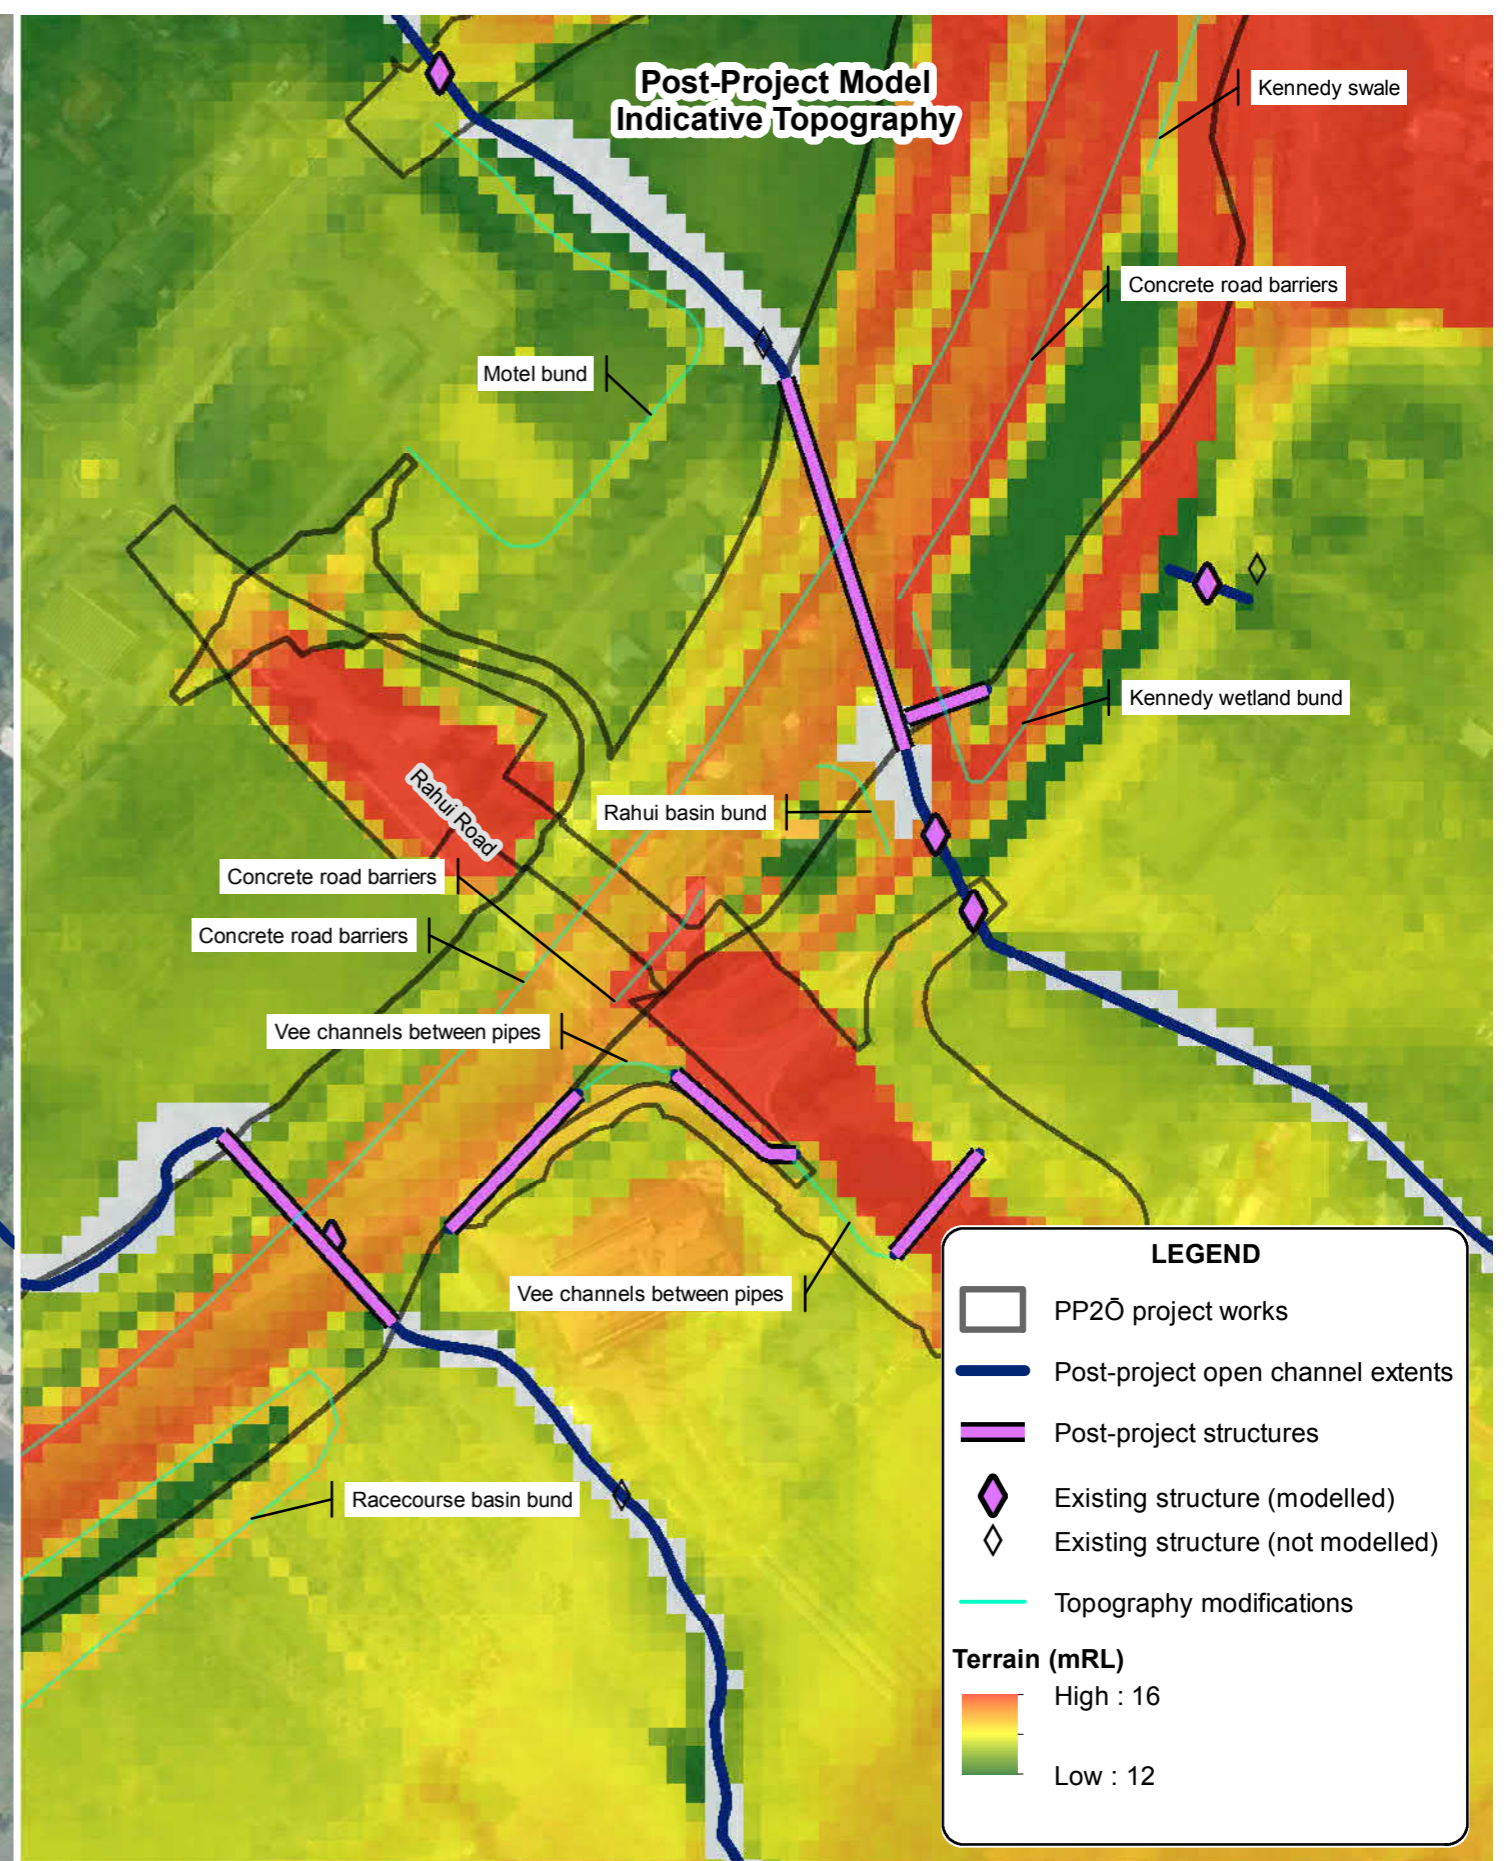 Post-Project Model
Indicative Topography
Kennedy swale
Concrete road barriers
Motel bund
Kennedy wetland bund
Rahui basin bund
Rahui Road
Concrete road barriers
Concrete road barriers
Vee channels between pipes
Vee channels between pipes
Racecourse basin bund
LEGEND
PP2Ō project works
Post-project open channel extents
Post-project structures
Existing structure (modelled)
Existing structure (not modelled)
Topography modifications
Terrain (mRL)
High : 16
Low : 12